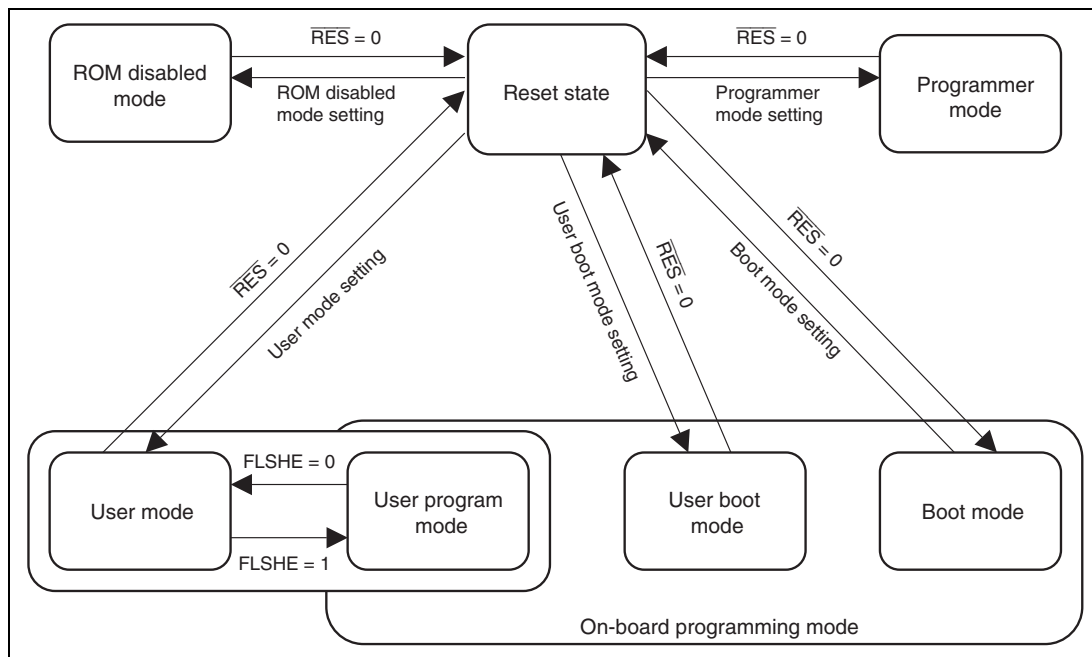 RES = 0
ROM disabled
mode
ROM disabled
mode setting
Reset state
RES = 0
Programmer
mode setting
Programmer
mode
RES = 0
User mode setting
User boot mode setting
RES = 0
RES = 0
Boot mode setting
User mode
FLSHE = 0
FLSHE = 1
User program
mode
User boot
mode
Boot mode
On-board programming mode